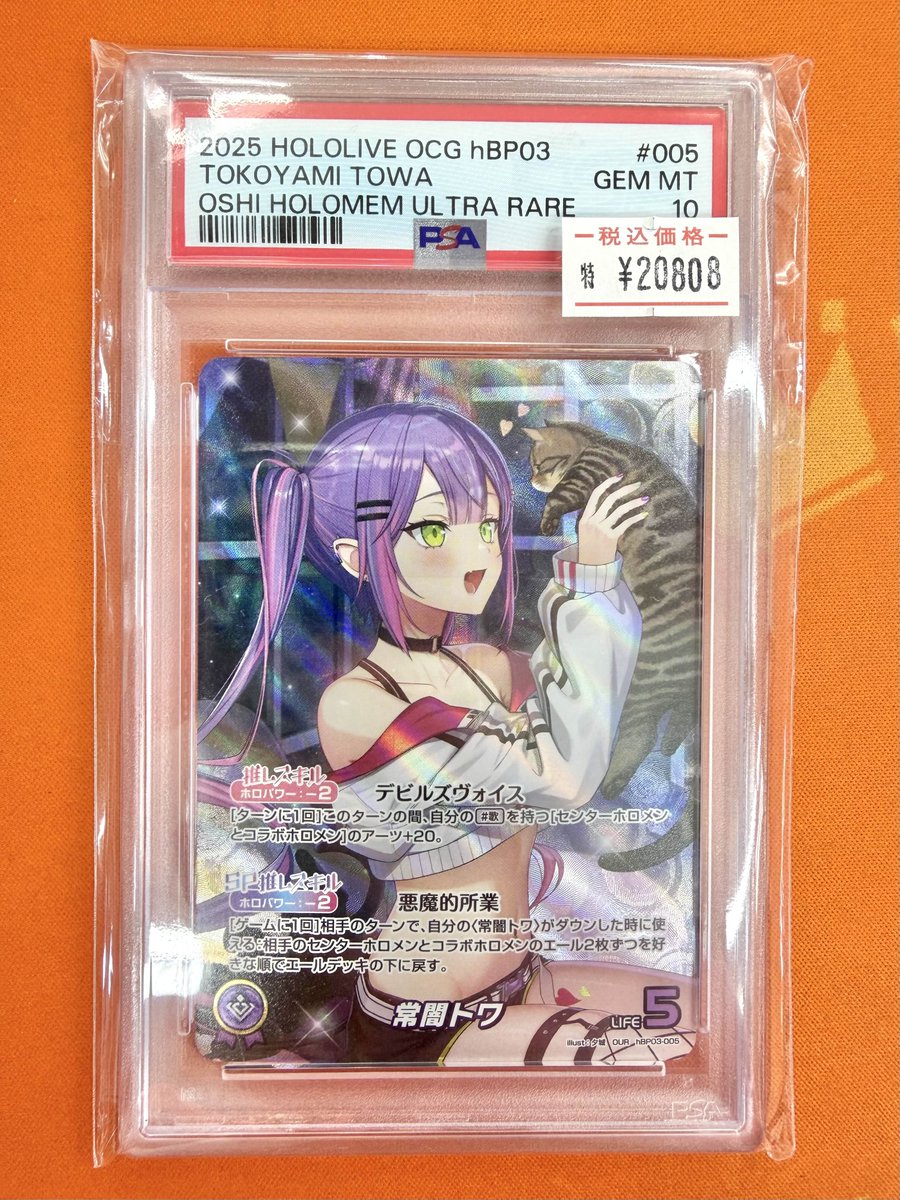 2025 HOLOLIVE OCG hBP03 #005
TOKOYAMI TOWA GEM MT
OSHI HOLOMEM ULTRA RARE 10
PSA
税込価格
特 ¥20808
推しスキル
ホロパワー:-2 デビルズヴォイス
[ターンに1回]このターンの間、自分の#歌を持つ[センターホロメン
とコラボホロメン]のアーツ+20。
SP推しスキル
ホロパワー:-2 悪魔的所業
[ゲームに1回]相手のターンで、自分の〈常闇トワ〉がダウンした時に使
える:相手のセンターホロメンとコラボホロメンのエール2枚ずつを好
きな順でエールデッキの下に戻す。
常闇トワ
LIFE 5
illust:夕城 OUR hBP03-005
PSA